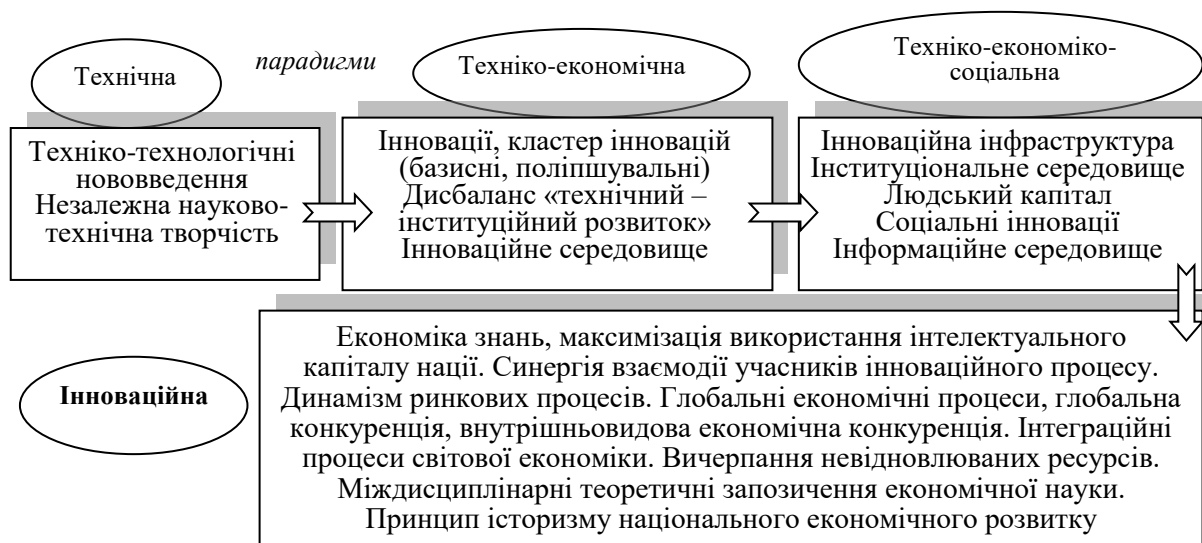 Технічна
парадигми
Техніко-економічна
Техніко-економіко-
соціальна
Техніко-технологічні
нововведення
Незалежна науково-
технічна творчість
Інновації, кластер інновацій
(базисні, поліпшувальні)
Дисбаланс «технічний –
інституційний розвиток»
Інноваційне середовище
Інноваційна інфраструктура
Інституціональне середовище
Людський капітал
Соціальні інновації
Інформаційне середовище
Інноваційна
Економіка знань, максимізація використання інтелектуального
капіталу нації. Синергія взаємодії учасників інноваційного процесу.
Динамізм ринкових процесів. Глобальні економічні процеси, глобальна
конкуренція, внутрішньовидова економічна конкуренція. Інтеграційні
процеси світової економіки. Вичерпання невідновлюваних ресурсів.
Міждисциплінарні теоретичні запозичення економічної науки.
Принцип історизму національного економічного розвитку